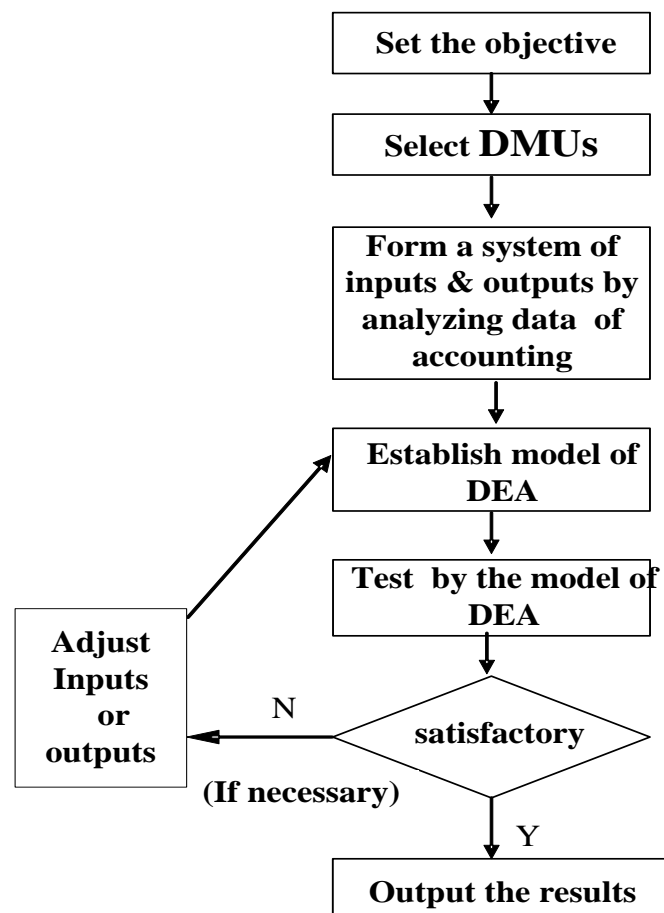 Set the objective
Select DMUs
Form a system of
inputs & outputs by
analyzing data of
accounting
Establish model of
DEA
Test by the model of
DEA
Adjust
Inputs
or
outputs
N
satisfactory
(If necessary)
Y
Output the results